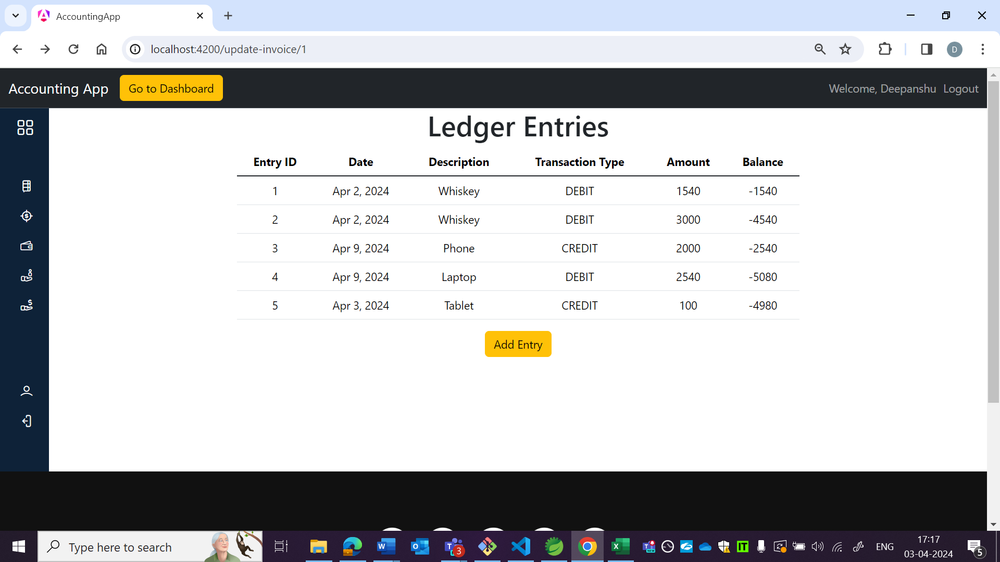 AccountingApp
localhost:4200/update-invoice/1
D
Accounting App Go to Dashboard Welcome, Deepanshu Logout
Ledger Entries
Entry ID Date Description Transaction Type Amount Balance
1 Apr 2, 2024 Whiskey DEBIT 1540 -1540
2 Apr 2, 2024 Whiskey DEBIT 3000 -4540
3 Apr 9, 2024 Phone CREDIT 2000 -2540
4 Apr 9, 2024 Laptop DEBIT 2540 -5080
5 Apr 3, 2024 Tablet CREDIT 100 -4980
Add Entry
Type here to search
3
NEW
IT
ENG
17:17
03-04-2024
5